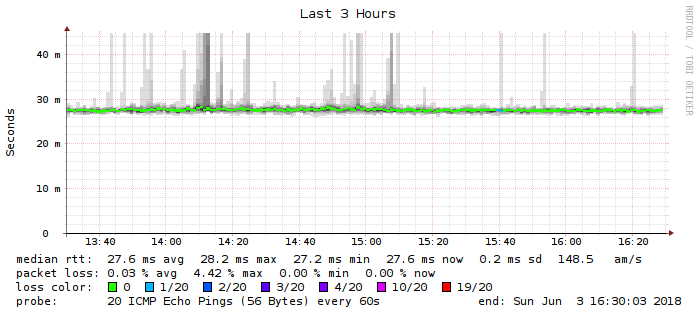 Last 3 Hours
RRDTOOL / TOBI OETIKER
Seconds
40 m
30 m
20 m
10 m
0
13:40 14:00 14:20 14:40 15:00 15:20 15:40 16:00 16:20
median rtt: 27.6 ms avg 28.2 ms max 27.2 ms min 27.6 ms now 0.2 ms sd 148.5 am/s
packet loss: 0.03 % avg 4.42 % max 0.00 % min 0.00 % now
loss color: 0 1/20 2/20 3/20 4/20 10/20 19/20
probe: 20 ICMP Echo Pings (56 Bytes) every 60s end: Sun Jun 3 16:30:03 2018